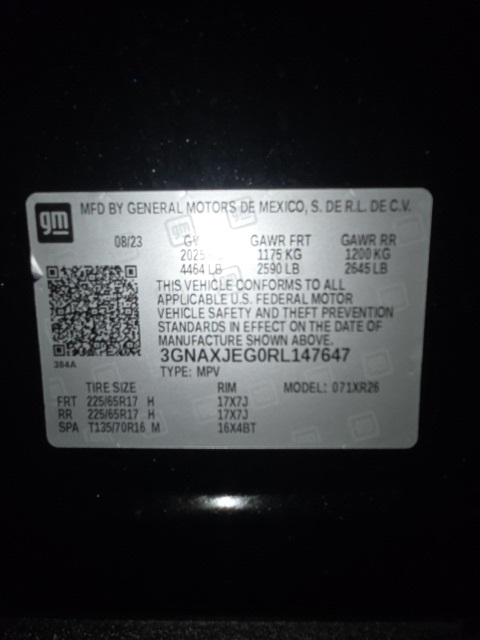 gm
MFD BY GENERAL MOTORS DE MEXICO, S. DE R.L. DE C.V.
08/23 GAWR FRT GAWR RR
1175 KG 1200 KG
4464 LB 2590 LB 2645 LB
THIS VEHICLE CONFORMS TO ALL
APPLICABLE U.S. FEDERAL MOTOR
VEHICLE SAFETY AND THEFT PREVENTION
STANDARDS IN EFFECT ON THE DATE OF
MANUFACTURE SHOWN ABOVE.
384A
3GNAXJEG0RL147647
TYPE: MPV
TIRE SIZE RIM MODEL: 071XR26
FRT 225/65R17 H 17X7J
RR 225/65R17 H 17X7J
SPA T135/70R16 M 16X4BT